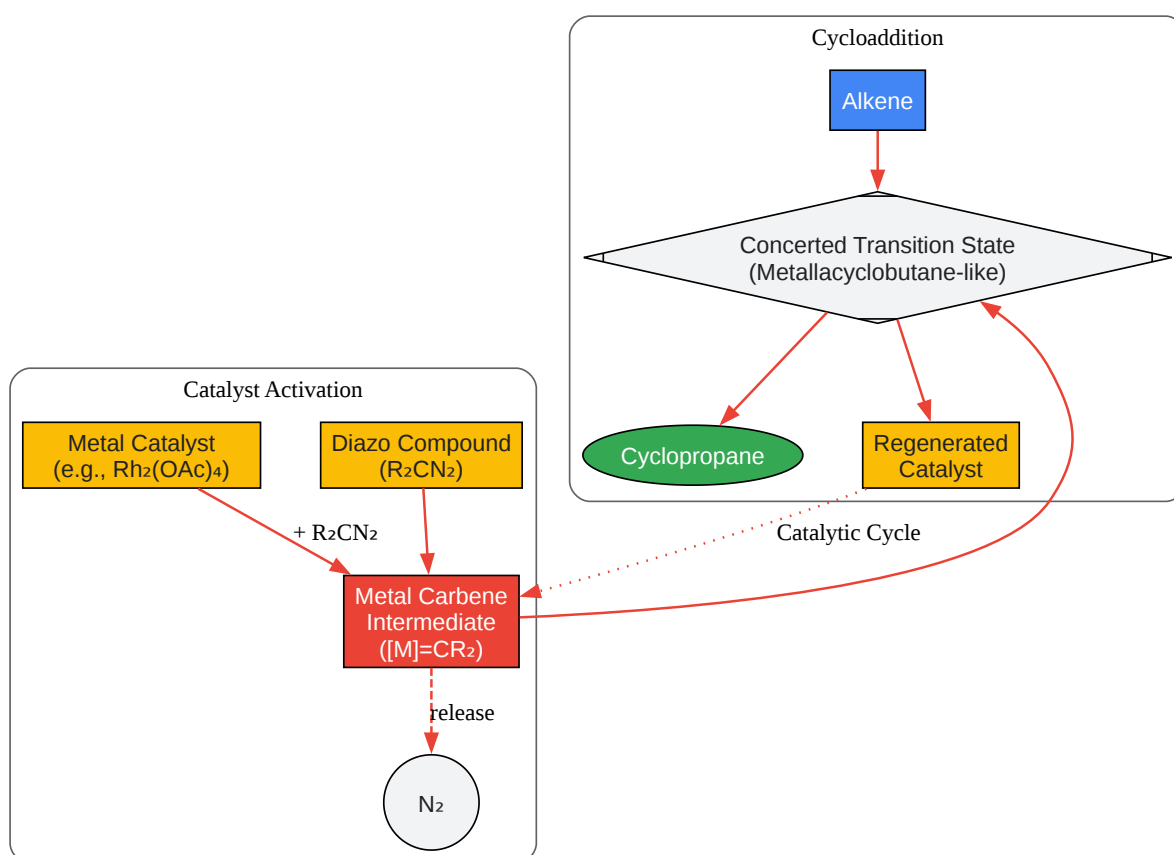 Cycloaddition
Alkene
Concerted Transition State
(Metallacyclobutane-like)
Cyclopropane
Regenerated
Catalyst
Catalytic Cycle
Catalyst Activation
Metal Catalyst
(e.g., Rh₂(OAc)₄)
Diazo Compound
(R₂CN₂)
+ R₂CN₂
Metal Carbene
Intermediate
([M]=CR₂)
release
N₂